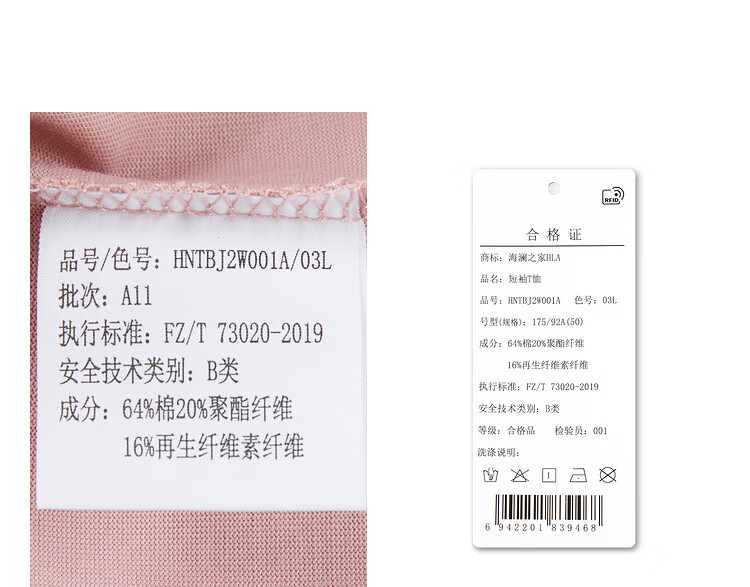 品号/色号：HNTBJ2W001A/03L
批次：A11
执行标准：FZ/T 73020-2019
安全技术类别：B类
成分：64%棉20%聚酯纤维
16%再生纤维素纤维
RFID
合格证
商标：海澜之家HLA
品名：短袖T恤
品号：HNTBJ2W001A 色号：03L
号型(规格)：175/92A(50)
成分：64%棉20%聚酯纤维
16%再生纤维素纤维
执行标准：FZ/T 73020-2019
安全技术类别：B类
等级：合格品 检验员：001
洗涤说明：
6 942201 839468